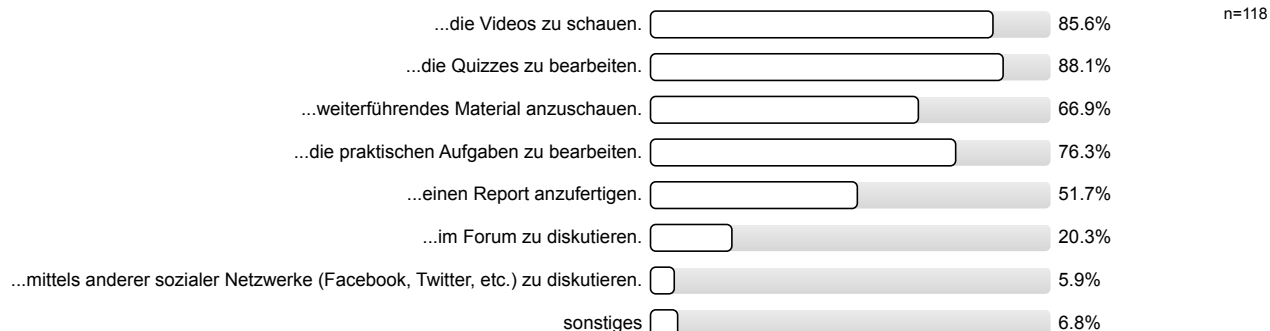 ...die Videos zu schauen. 85.6% n=118
...die Quizzes zu bearbeiten. 88.1%
...weiterführendes Material anzuschauen. 66.9%
...die praktischen Aufgaben zu bearbeiten. 76.3%
...einen Report anzufertigen. 51.7%
...im Forum zu diskutieren. 20.3%
...mittels anderer sozialer Netzwerke (Facebook, Twitter, etc.) zu diskutieren. 5.9%
sonstiges 6.8%